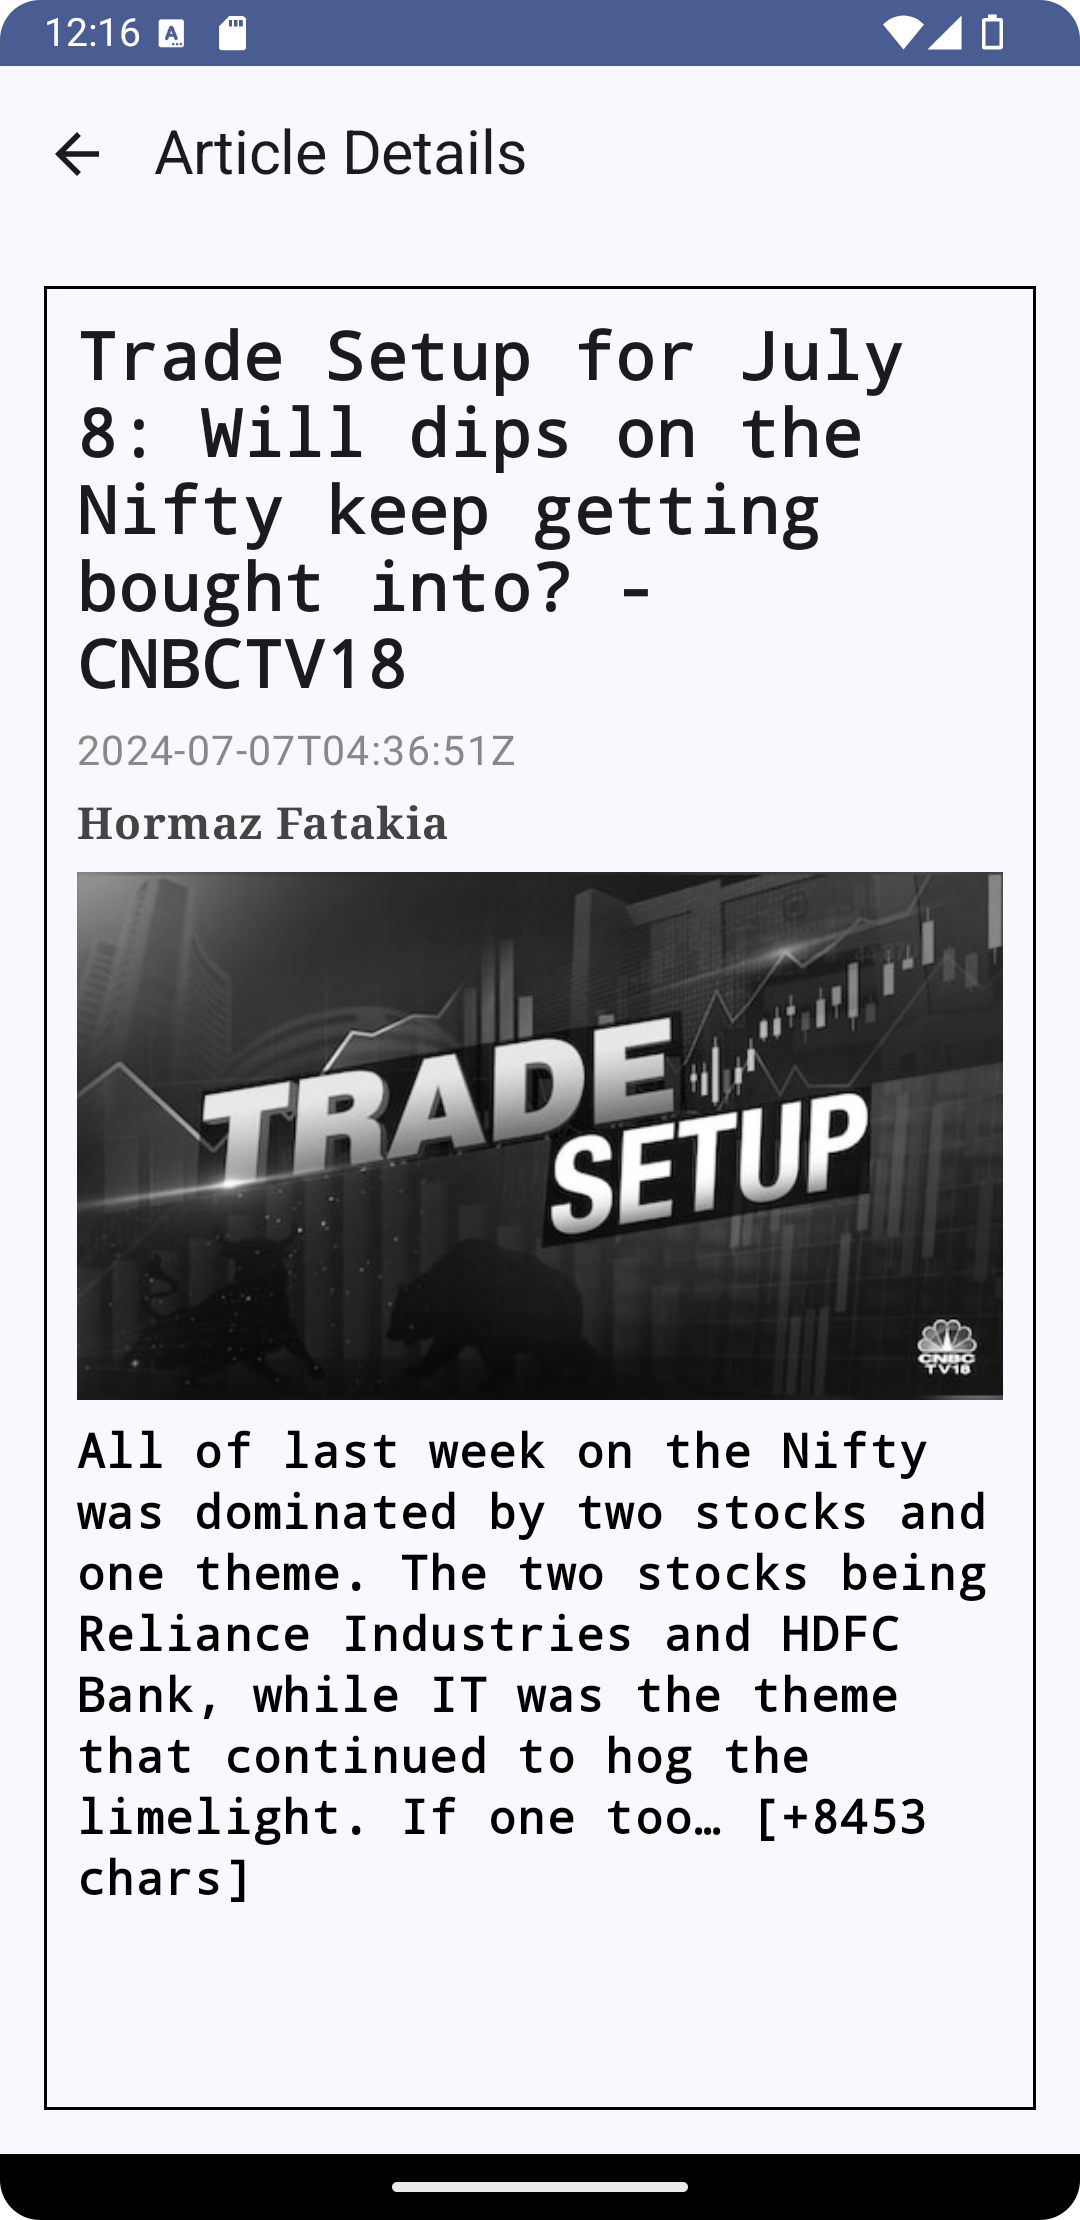 12:16
Article Details
Trade Setup for July
8: Will dips on the
Nifty keep getting
bought into? -
CNBCTV18
2024-07-07T04:36:51Z
Hormaz Fatakia
TRADE
SETUP
CNBC
TV18
All of last week on the Nifty
was dominated by two stocks and
one theme. The two stocks being
Reliance Industries and HDFC
Bank, while IT was the theme
that continued to hog the
limelight. If one too… [+8453
chars]